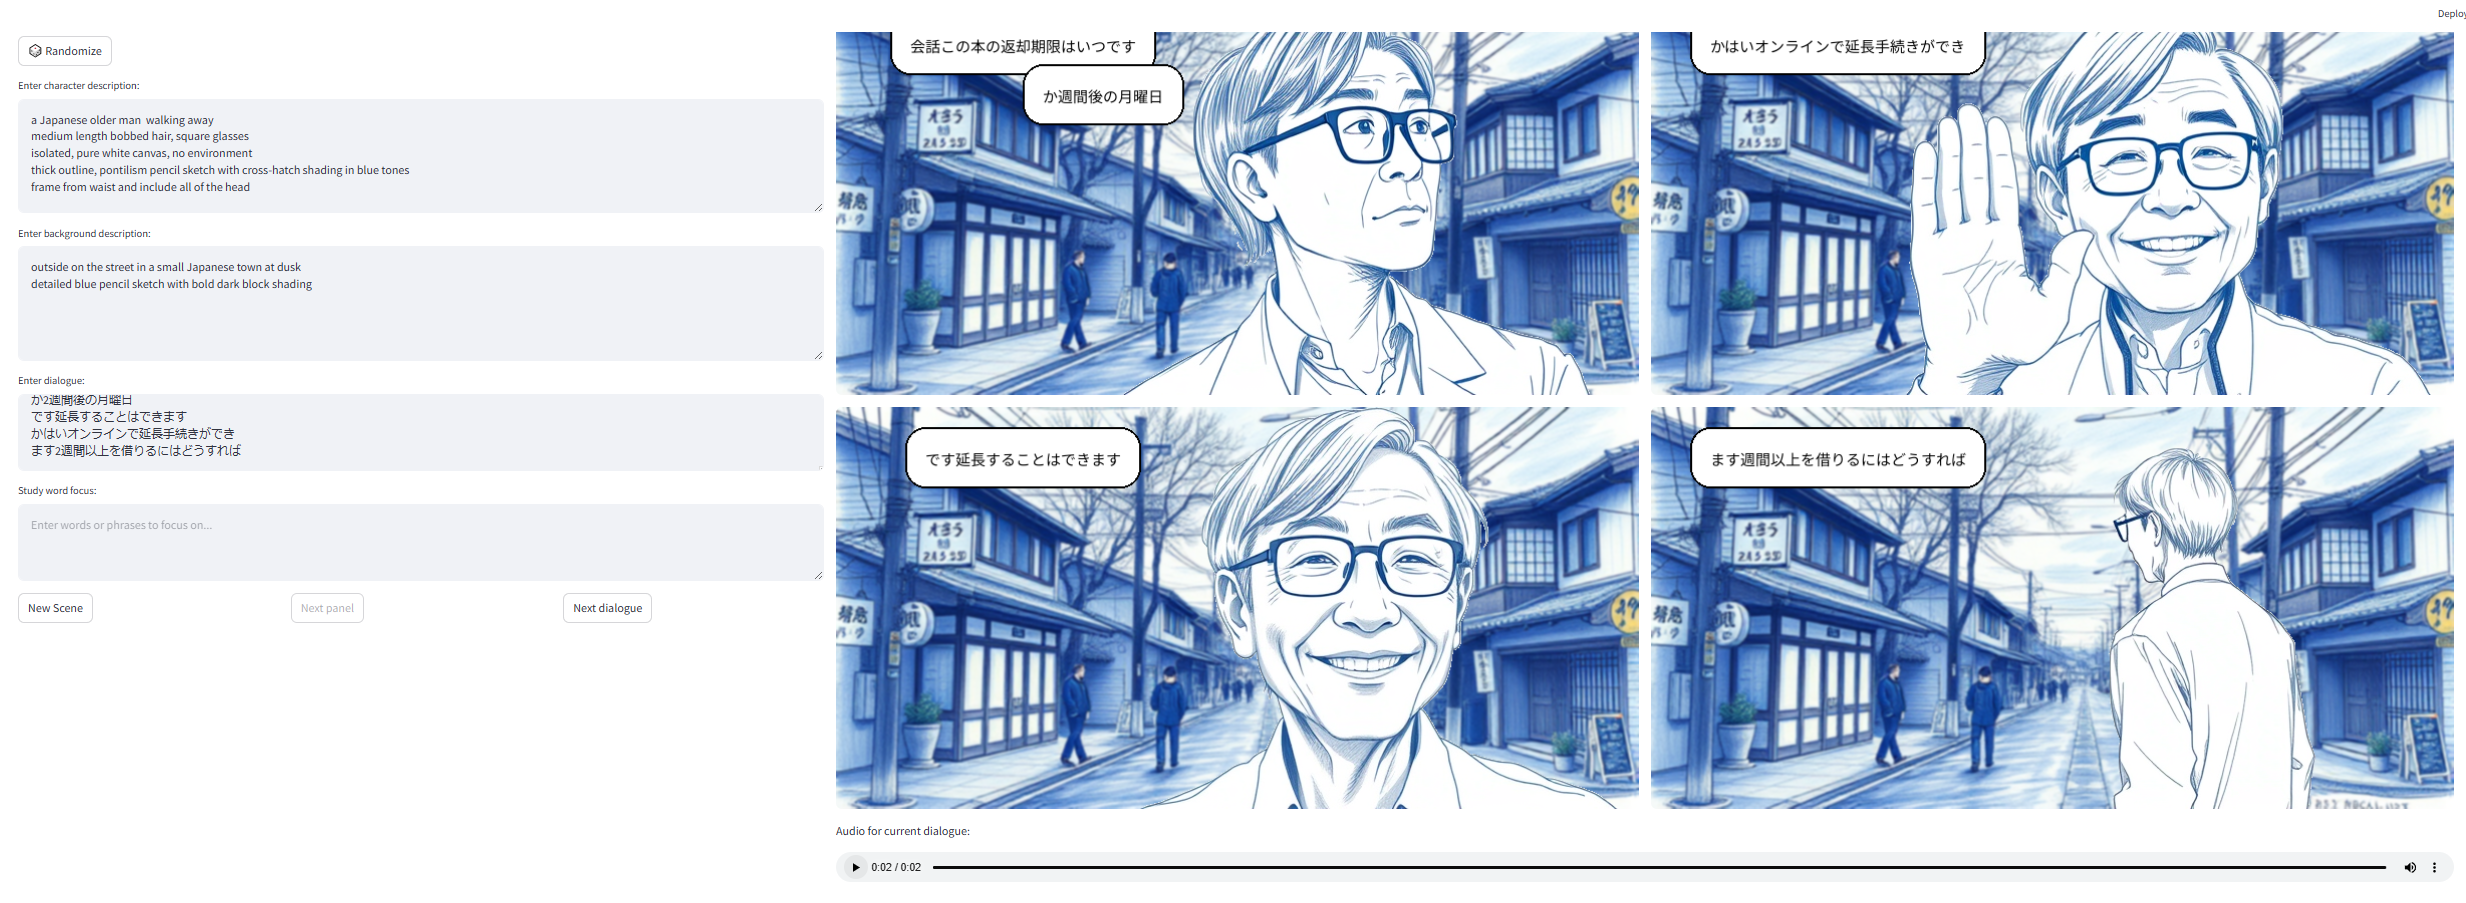 Deploy
Randomize
Enter character description:
a Japanese older man walking away
medium length bobbed hair, square glasses
isolated, pure white canvas, no environment
thick outline, pontilism pencil sketch with cross-hatch shading in blue tones
frame from waist and include all of the head
Enter background description:
outside on the street in a small Japanese town at dusk
detailed blue pencil sketch with bold dark block shading
Enter dialogue:
か2週間後の月曜日
です延長することはできます
かはいオンラインで延長手続きができ
ます2週間以上を借りるにはどうすれば
Study word focus:
Enter words or phrases to focus on...
New Scene
Next panel
Next dialogue
会話この本の返却期限はいつです
か週間後の月曜日
かはいオンラインで延長手続きができ
です延長することはできます
ます週間以上を借りるにはどうすれば
Audio for current dialogue:
0:02 / 0:02